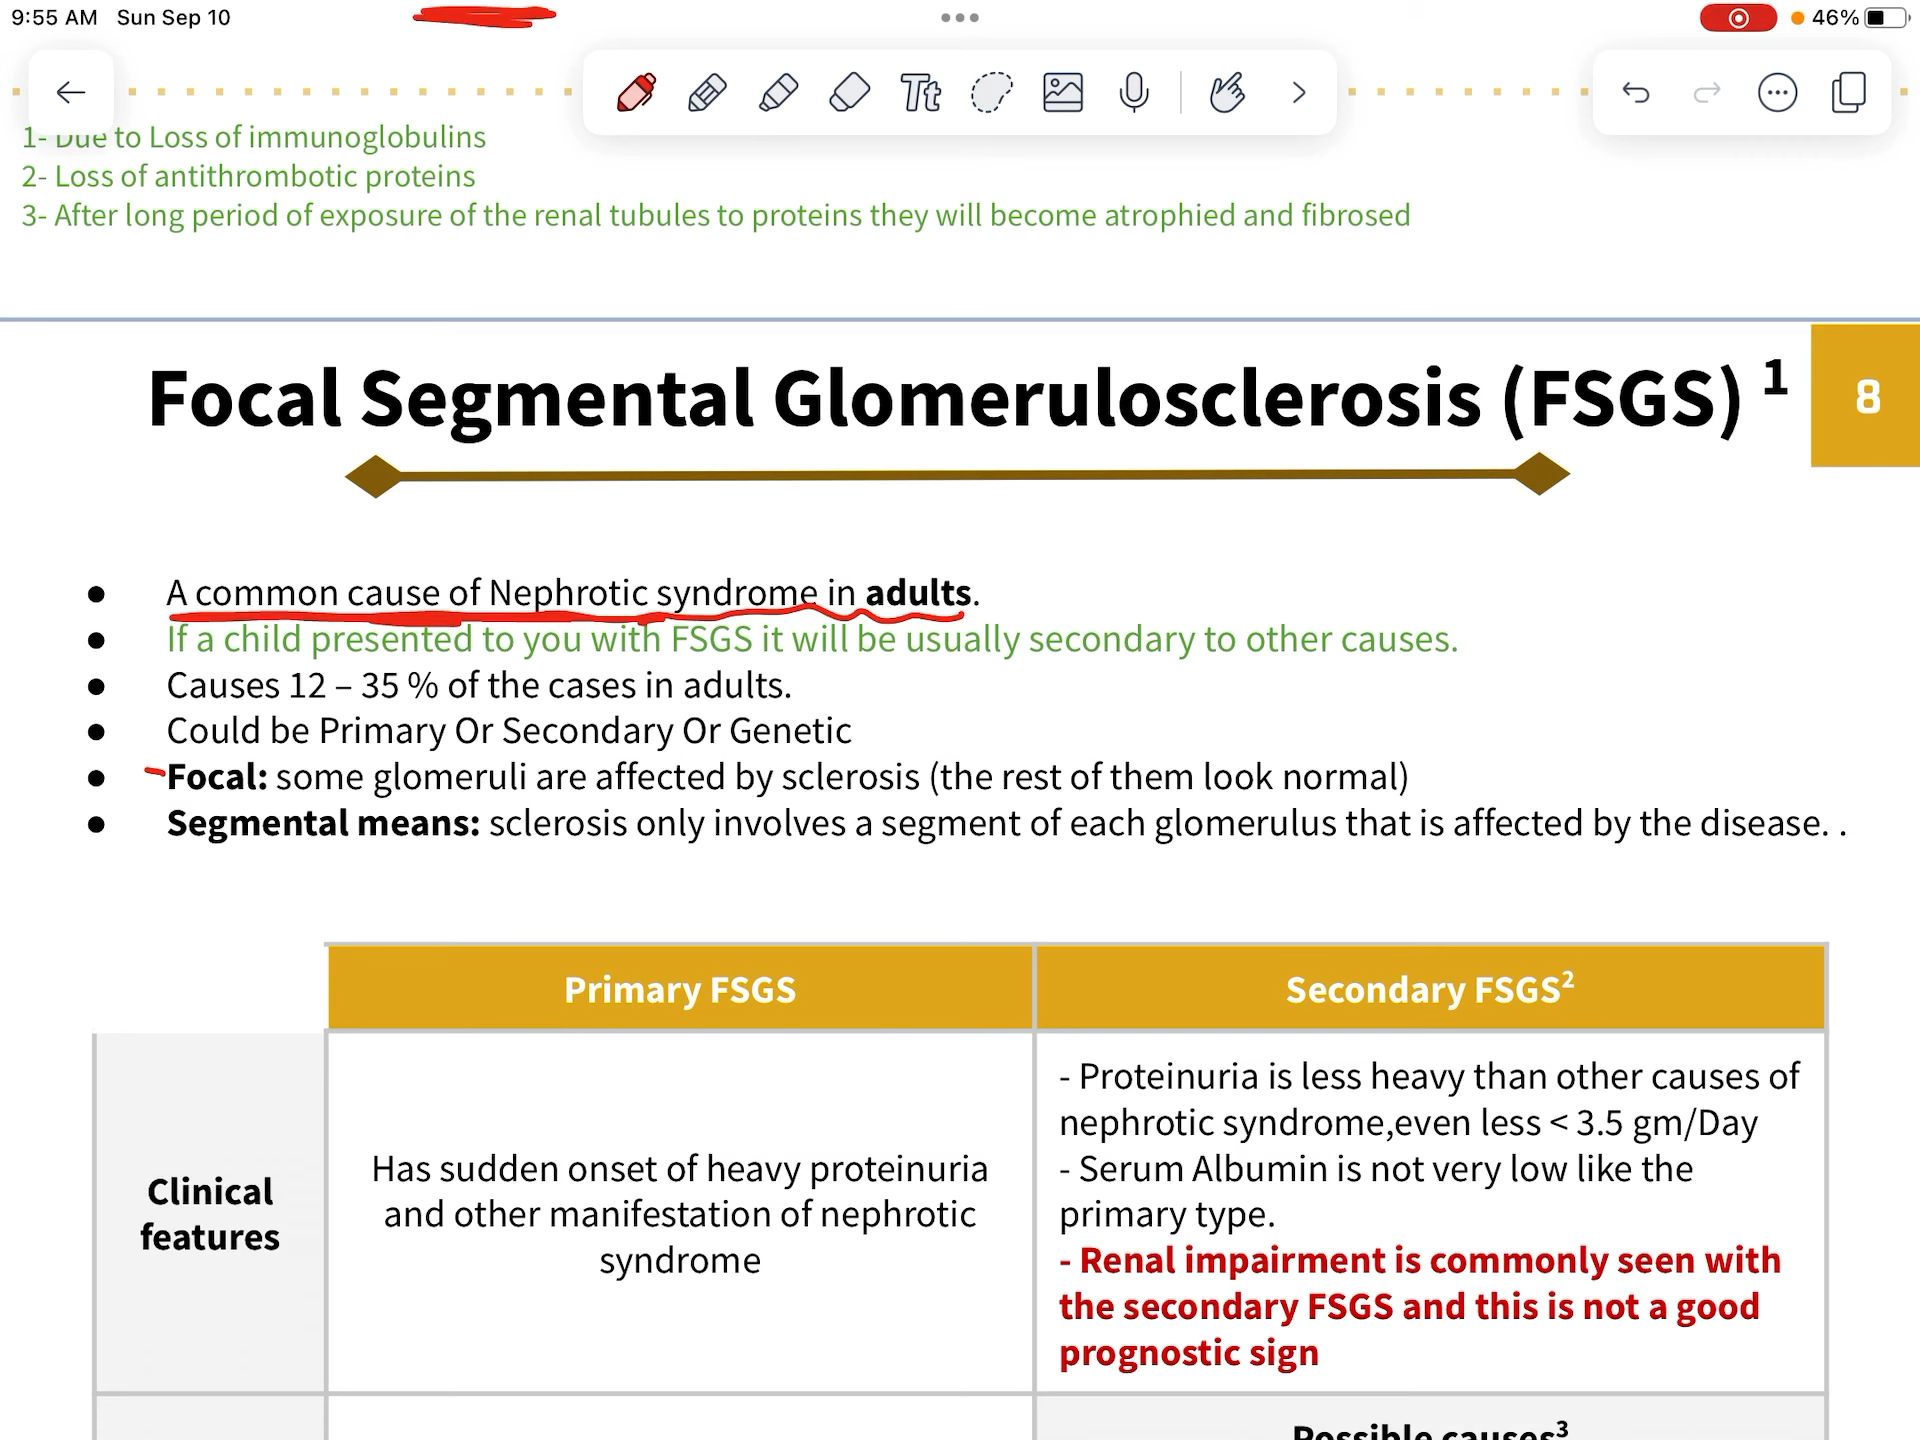 9:55 AM Sun Sep 10
46%
Tt
1- Due to Loss of immunoglobulins
2- Loss of antithrombotic proteins
3- After long period of exposure of the renal tubules to proteins they will become atrophied and fibrosed
Focal Segmental Glomerulosclerosis (FSGS) 1
8
● A common cause of Nephrotic syndrome in adults.
● If a child presented to you with FSGS it will be usually secondary to other causes.
● Causes 12 – 35 % of the cases in adults.
● Could be Primary Or Secondary Or Genetic
● Focal: some glomeruli are affected by sclerosis (the rest of them look normal)
● Segmental means: sclerosis only involves a segment of each glomerulus that is affected by the disease. .
Primary FSGS
Secondary FSGS2
Clinical
features
Has sudden onset of heavy proteinuria
and other manifestation of nephrotic
syndrome
- Proteinuria is less heavy than other causes of
nephrotic syndrome,even less < 3.5 gm/Day
- Serum Albumin is not very low like the
primary type.
- Renal impairment is commonly seen with
the secondary FSGS and this is not a good
prognostic sign
Possible causes3